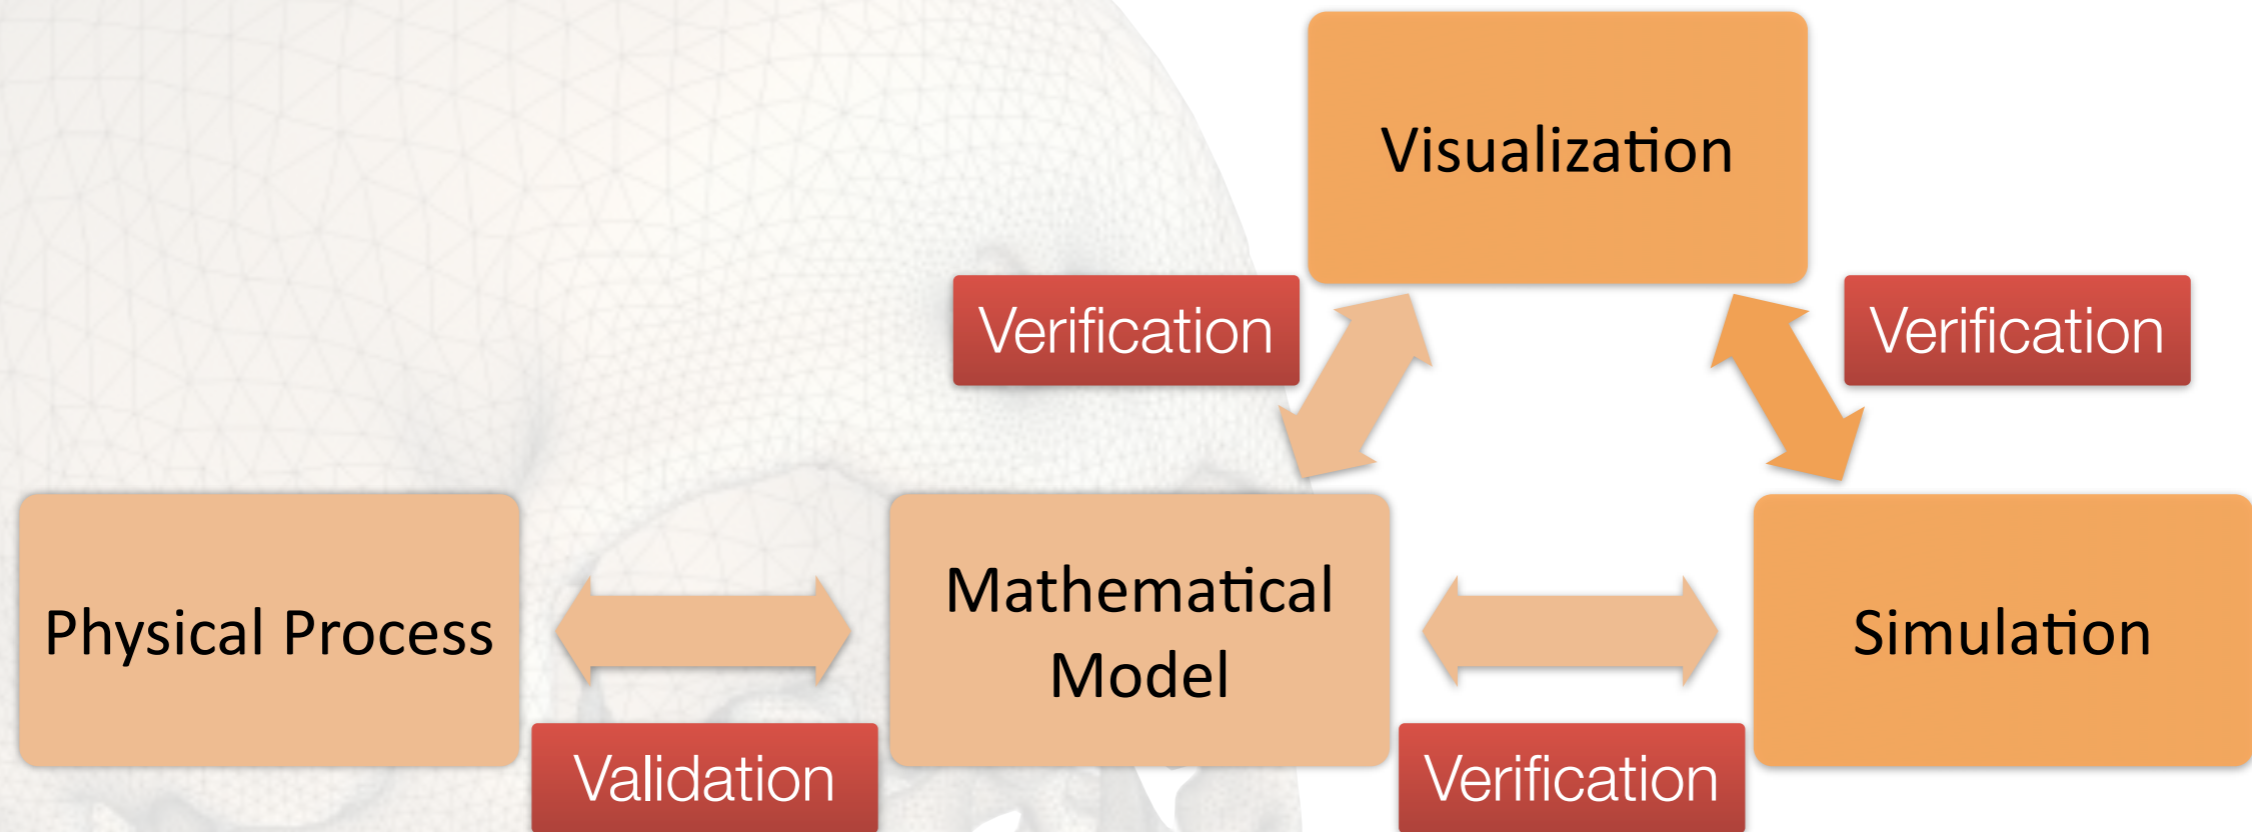 Visualization
Verification
Verification
Physical Process
Mathematical
Model
Simulation
Validation
Verification